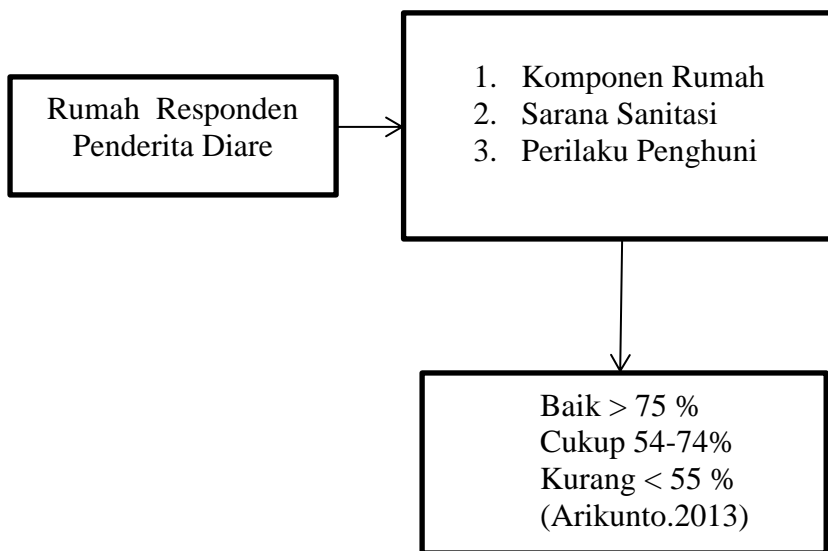 Rumah Responden
Penderita Diare
1. Komponen Rumah
2. Sarana Sanitasi
3. Perilaku Penghuni
Baik > 75 %
Cukup 54-74%
Kurang < 55 %
(Arikunto.2013)